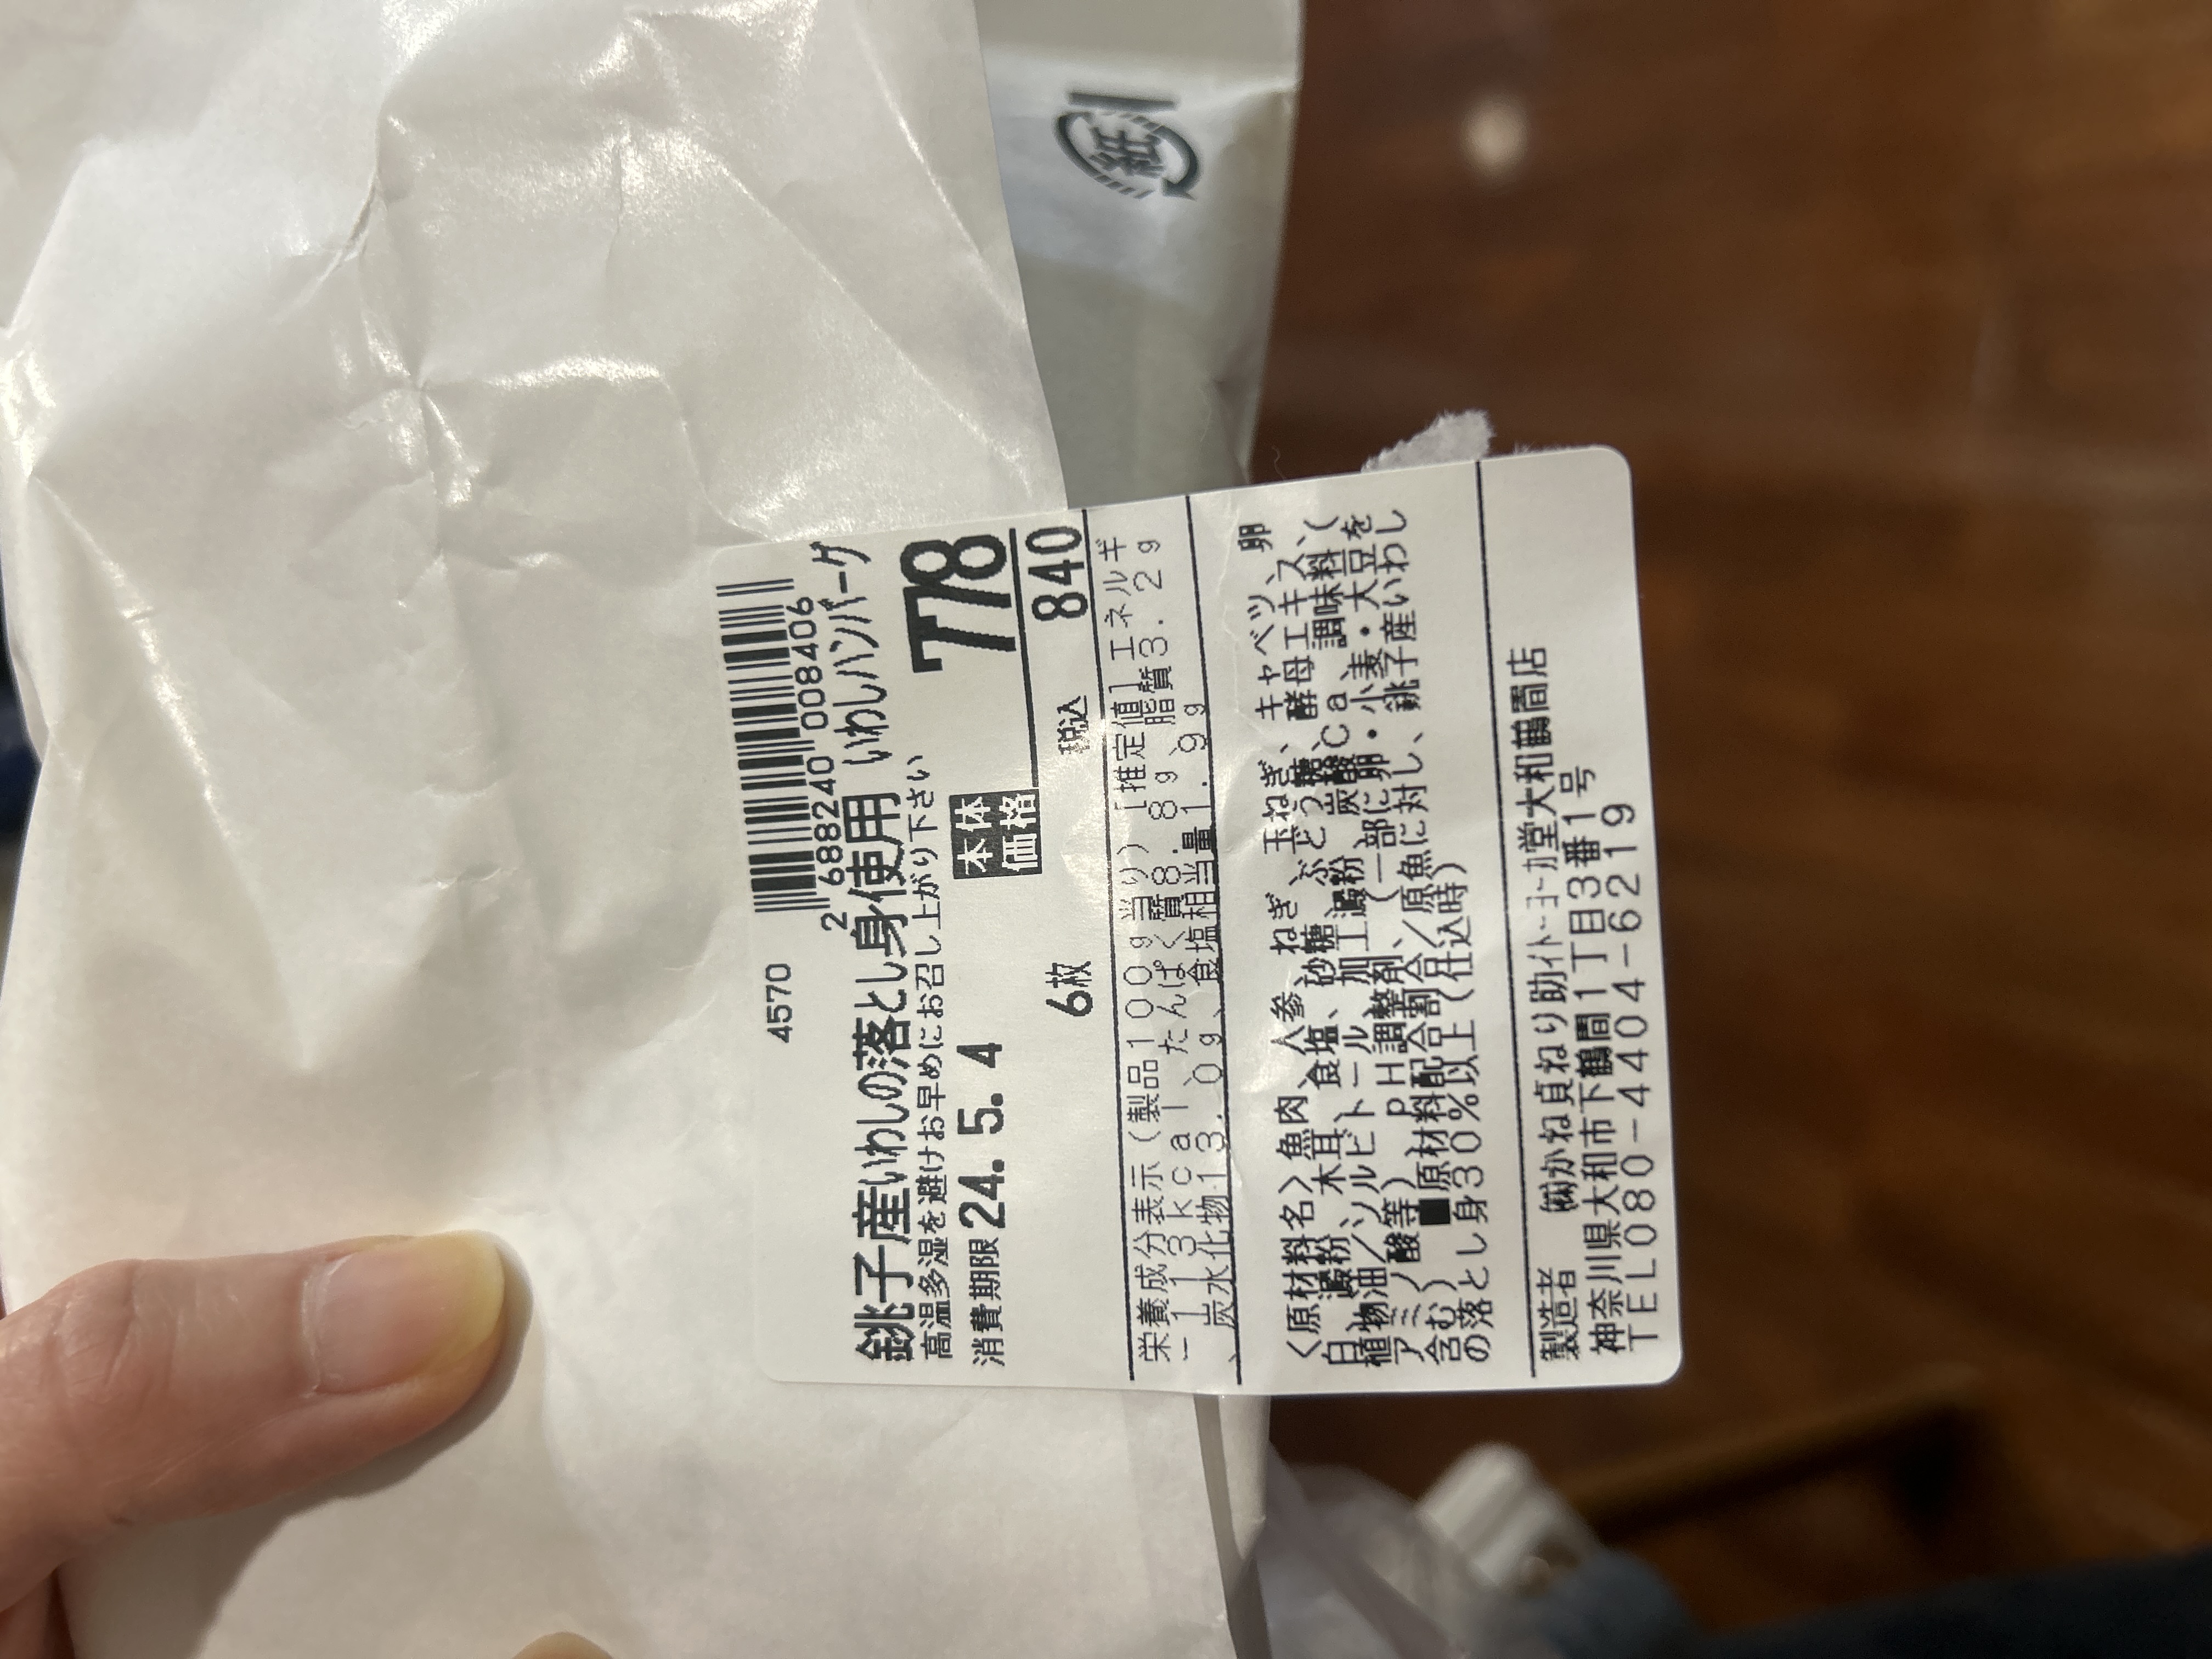 紙
4570
2 688240 008406
銚子産いわしの落とし身使用 いわしハンバーグ
高温多湿を避けお早めにお召し上がり下さい
消費期限 24. 5. 4
本体
価格
778
6枚
税込
840
栄養成分表示(製品100g当り)[推定値]エネルギ
ー113kcal、たんぱく質8.8g、脂質3.2g
、炭水化物13.0g、食塩相当量1.9g
<原材料名>魚肉、人参、ねぎ、玉ねぎ、キャベツ、卵
白、澱粉、木耳、食塩、砂糖、ぶどう糖、酵母エキス、
植物油/ソルビトール、加工澱粉、炭酸Ca、調味料(
アミノ酸等)、pH調整剤、(一部に卵・小麦・大豆を
含む)■原材料配合割合/原魚に対し、銚子産いわし
の落とし身30%以上(仕込時)
製造者 ㈱かね貞ねり助イトーヨーカ堂大和鶴間店
神奈川県大和市下鶴間1丁目3番1号
TEL080-4404-6219